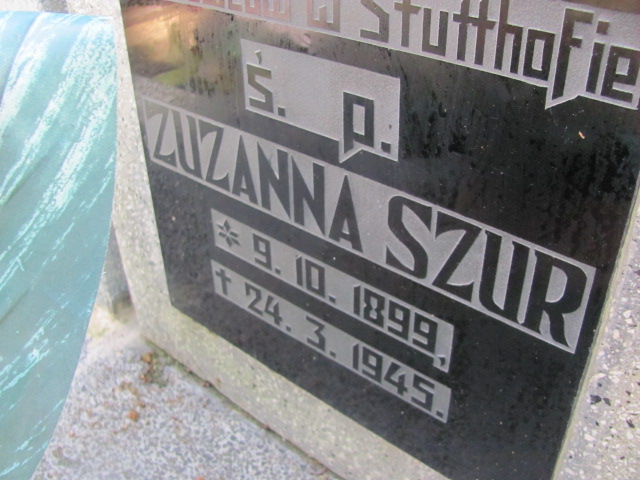 w Stutthofie
Ś. p.
ZUZANNA SZUR
* 9. 10. 1899,
† 24. 3. 1945.